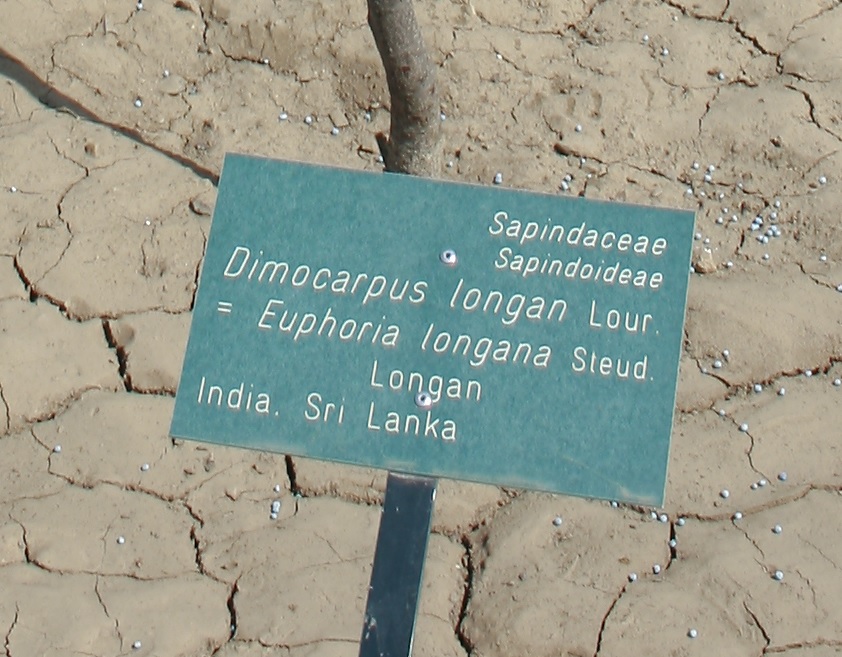 Sapindaceae
Sapindoideae
Dimocarpus longan Lour.
= Euphoria longana Steud.
Longan
India. Sri Lanka